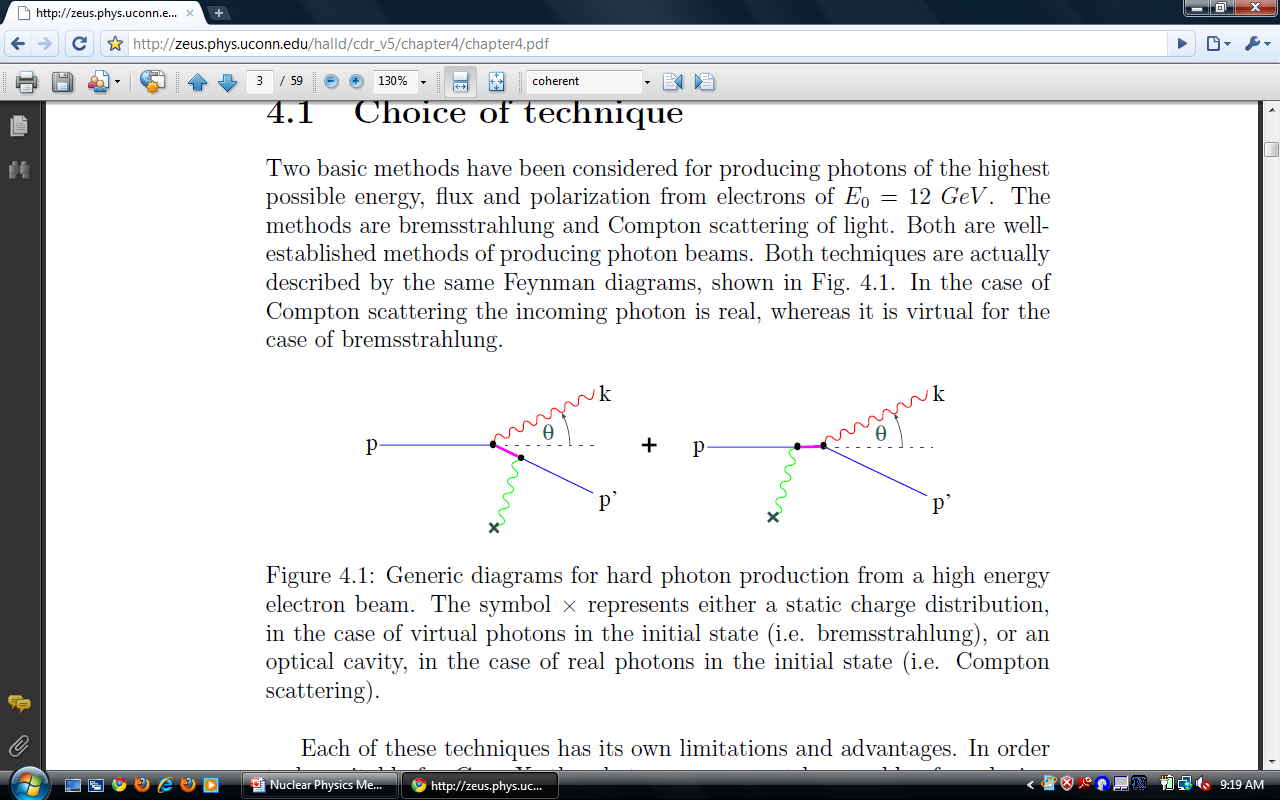 http://zeus.phys.uconn.e...
http://zeus.phys.uconn.edu/halld/cdr_v5/chapter4/chapter4.pdf
3 / 59 130% coherent
4.1 Choice of technique
Two basic methods have been considered for producing photons of the highest
possible energy, flux and polarization from electrons of E₀ = 12 GeV. The
methods are bremsstrahlung and Compton scattering of light. Both are well-
established methods of producing photon beams. Both techniques are actually
described by the same Feynman diagrams, shown in Fig. 4.1. In the case of
Compton scattering the incoming photon is real, whereas it is virtual for the
case of bremsstrahlung.
p θ k p' + p θ k p'
Figure 4.1: Generic diagrams for hard photon production from a high energy
electron beam. The symbol × represents either a static charge distribution,
in the case of virtual photons in the initial state (i.e. bremsstrahlung), or an
optical cavity, in the case of real photons in the initial state (i.e. Compton
scattering).
Each of these techniques has its own limitations and advantages. In order
Nuclear Physics Me... http://zeus.phys.uc... 9:19 AM